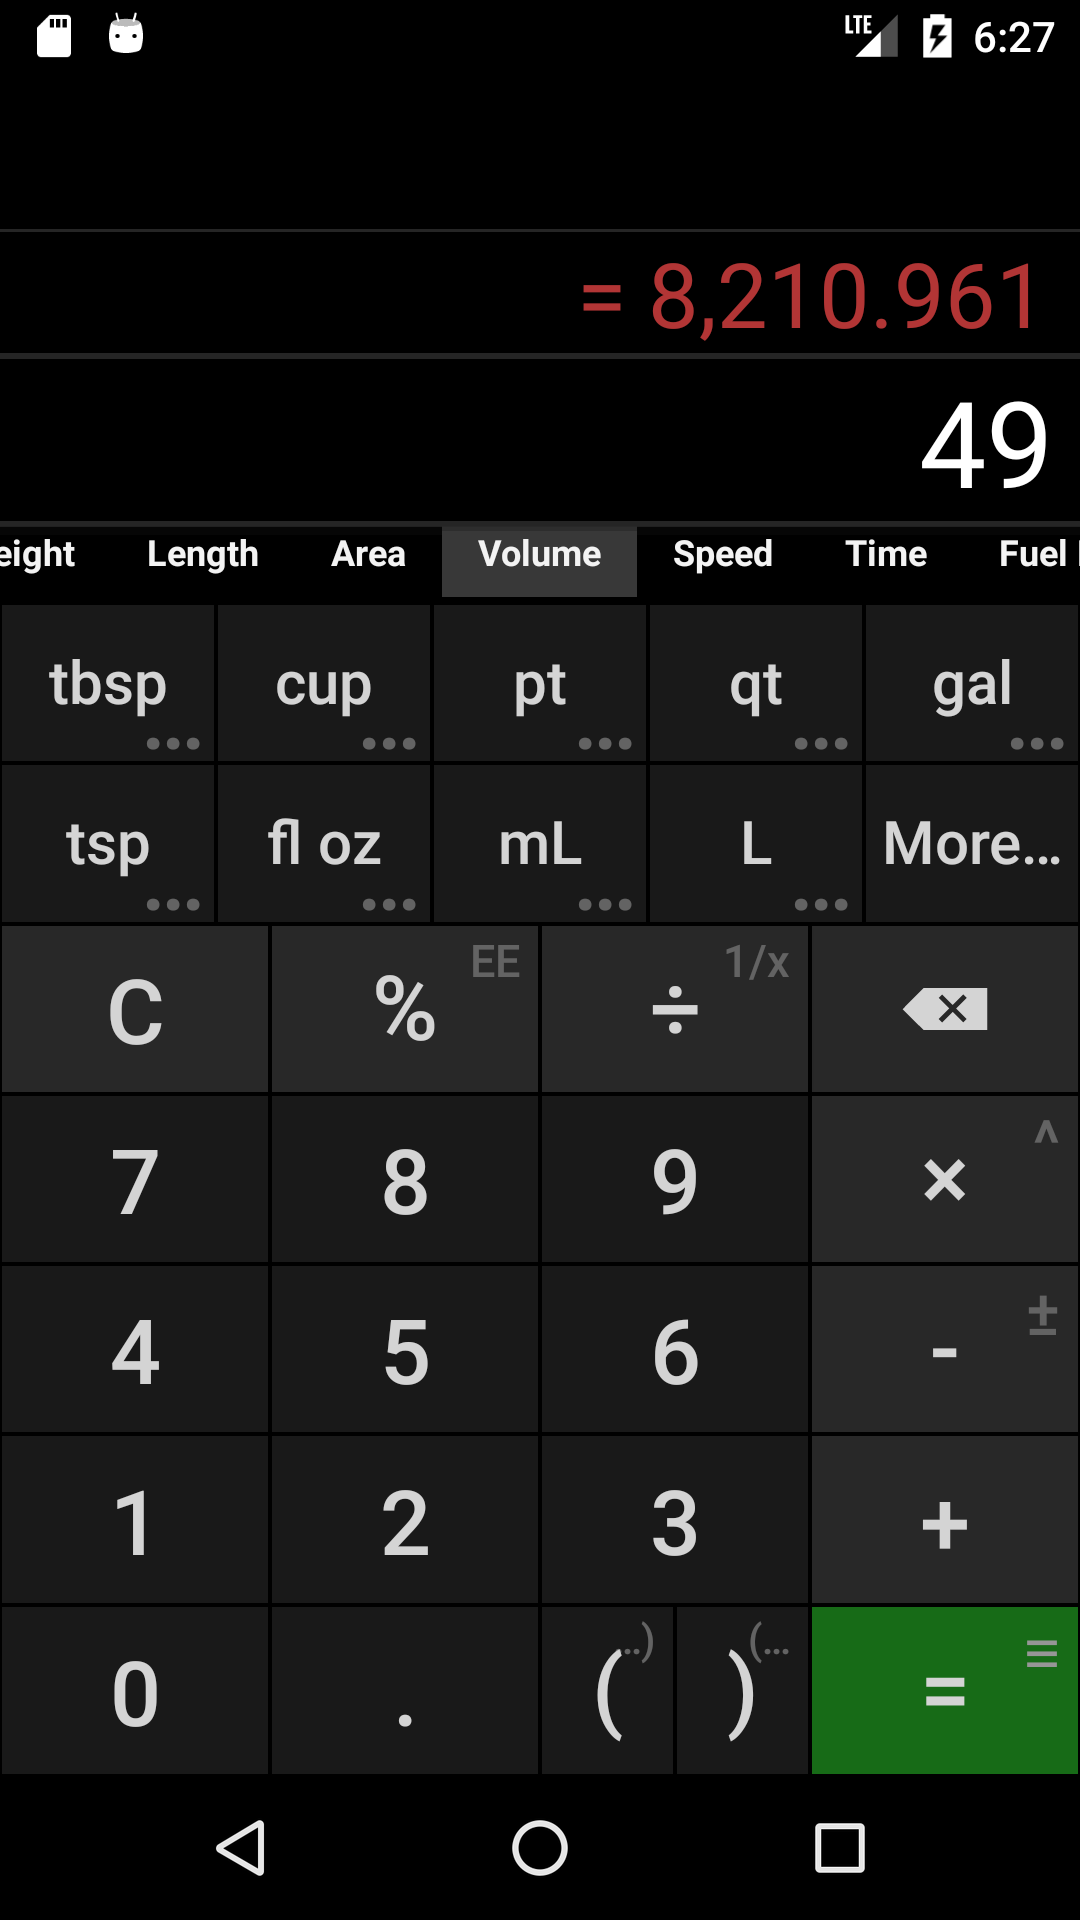 LTE 6:27
= 8,210.961
49
eight Length Area Volume Speed Time Fuel
tbsp cup pt qt gal
tsp fl oz mL L More...
C % EE ÷ 1/x
7 8 9 × ^
4 5 6 - ±
1 2 3 +
0 . ( ..) ) (... =